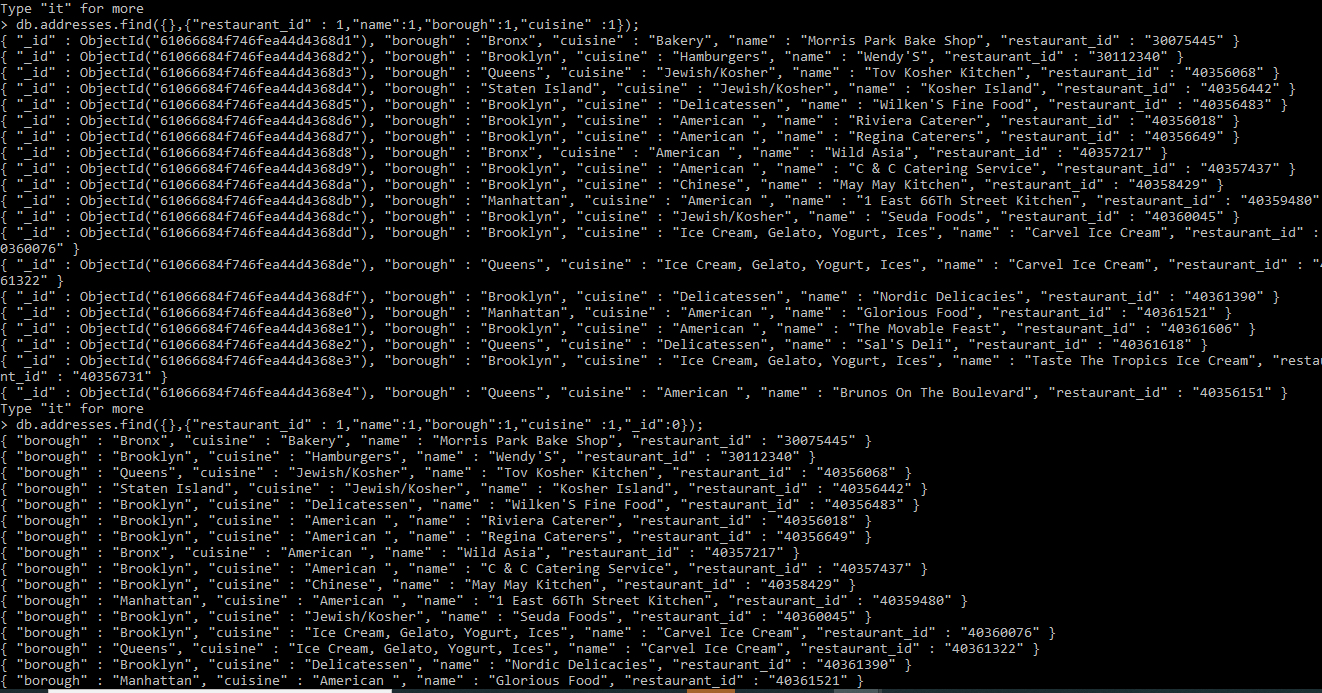 Type "it" for more
> db.addresses.find({},{"restaurant_id" : 1,"name":1,"borough":1,"cuisine" :1});
{ "_id" : ObjectId("61066684f746fea44d4368d1"), "borough" : "Bronx", "cuisine" : "Bakery", "name" : "Morris Park Bake Shop", "restaurant_id" : "30075445" }
{ "_id" : ObjectId("61066684f746fea44d4368d2"), "borough" : "Brooklyn", "cuisine" : "Hamburgers", "name" : "Wendy'S", "restaurant_id" : "30112340" }
{ "_id" : ObjectId("61066684f746fea44d4368d3"), "borough" : "Queens", "cuisine" : "Jewish/Kosher", "name" : "Tov Kosher Kitchen", "restaurant_id" : "40356068" }
{ "_id" : ObjectId("61066684f746fea44d4368d4"), "borough" : "Staten Island", "cuisine" : "Jewish/Kosher", "name" : "Kosher Island", "restaurant_id" : "40356442" }
{ "_id" : ObjectId("61066684f746fea44d4368d5"), "borough" : "Brooklyn", "cuisine" : "Delicatessen", "name" : "Wilken'S Fine Food", "restaurant_id" : "40356483" }
{ "_id" : ObjectId("61066684f746fea44d4368d6"), "borough" : "Brooklyn", "cuisine" : "American ", "name" : "Riviera Caterer", "restaurant_id" : "40356018" }
{ "_id" : ObjectId("61066684f746fea44d4368d7"), "borough" : "Brooklyn", "cuisine" : "American ", "name" : "Regina Caterers", "restaurant_id" : "40356649" }
{ "_id" : ObjectId("61066684f746fea44d4368d8"), "borough" : "Bronx", "cuisine" : "American ", "name" : "Wild Asia", "restaurant_id" : "40357217" }
{ "_id" : ObjectId("61066684f746fea44d4368d9"), "borough" : "Brooklyn", "cuisine" : "American ", "name" : "C & C Catering Service", "restaurant_id" : "40357437" }
{ "_id" : ObjectId("61066684f746fea44d4368da"), "borough" : "Brooklyn", "cuisine" : "Chinese", "name" : "May May Kitchen", "restaurant_id" : "40358429" }
{ "_id" : ObjectId("61066684f746fea44d4368db"), "borough" : "Manhattan", "cuisine" : "American ", "name" : "1 East 66Th Street Kitchen", "restaurant_id" : "40359480"
{ "_id" : ObjectId("61066684f746fea44d4368dc"), "borough" : "Brooklyn", "cuisine" : "Jewish/Kosher", "name" : "Seuda Foods", "restaurant_id" : "40360045" }
{ "_id" : ObjectId("61066684f746fea44d4368dd"), "borough" : "Brooklyn", "cuisine" : "Ice Cream, Gelato, Yogurt, Ices", "name" : "Carvel Ice Cream", "restaurant_id" :
0360076" }
{ "_id" : ObjectId("61066684f746fea44d4368de"), "borough" : "Queens", "cuisine" : "Ice Cream, Gelato, Yogurt, Ices", "name" : "Carvel Ice Cream", "restaurant_id" : "4
61322" }
{ "_id" : ObjectId("61066684f746fea44d4368df"), "borough" : "Brooklyn", "cuisine" : "Delicatessen", "name" : "Nordic Delicacies", "restaurant_id" : "40361390" }
{ "_id" : ObjectId("61066684f746fea44d4368e0"), "borough" : "Manhattan", "cuisine" : "American ", "name" : "Glorious Food", "restaurant_id" : "40361521" }
{ "_id" : ObjectId("61066684f746fea44d4368e1"), "borough" : "Brooklyn", "cuisine" : "American ", "name" : "The Movable Feast", "restaurant_id" : "40361606" }
{ "_id" : ObjectId("61066684f746fea44d4368e2"), "borough" : "Queens", "cuisine" : "Delicatessen", "name" : "Sal'S Deli", "restaurant_id" : "40361618" }
{ "_id" : ObjectId("61066684f746fea44d4368e3"), "borough" : "Brooklyn", "cuisine" : "Ice Cream, Gelato, Yogurt, Ices", "name" : "Taste The Tropics Ice Cream", "restau
nt_id" : "40356731" }
{ "_id" : ObjectId("61066684f746fea44d4368e4"), "borough" : "Queens", "cuisine" : "American ", "name" : "Brunos On The Boulevard", "restaurant_id" : "40356151" }
Type "it" for more
> db.addresses.find({},{"restaurant_id" : 1,"name":1,"borough":1,"cuisine" :1,"_id":0});
{ "borough" : "Bronx", "cuisine" : "Bakery", "name" : "Morris Park Bake Shop", "restaurant_id" : "30075445" }
{ "borough" : "Brooklyn", "cuisine" : "Hamburgers", "name" : "Wendy'S", "restaurant_id" : "30112340" }
{ "borough" : "Queens", "cuisine" : "Jewish/Kosher", "name" : "Tov Kosher Kitchen", "restaurant_id" : "40356068" }
{ "borough" : "Staten Island", "cuisine" : "Jewish/Kosher", "name" : "Kosher Island", "restaurant_id" : "40356442" }
{ "borough" : "Brooklyn", "cuisine" : "Delicatessen", "name" : "Wilken'S Fine Food", "restaurant_id" : "40356483" }
{ "borough" : "Brooklyn", "cuisine" : "American ", "name" : "Riviera Caterer", "restaurant_id" : "40356018" }
{ "borough" : "Brooklyn", "cuisine" : "American ", "name" : "Regina Caterers", "restaurant_id" : "40356649" }
{ "borough" : "Bronx", "cuisine" : "American ", "name" : "Wild Asia", "restaurant_id" : "40357217" }
{ "borough" : "Brooklyn", "cuisine" : "American ", "name" : "C & C Catering Service", "restaurant_id" : "40357437" }
{ "borough" : "Brooklyn", "cuisine" : "Chinese", "name" : "May May Kitchen", "restaurant_id" : "40358429" }
{ "borough" : "Manhattan", "cuisine" : "American ", "name" : "1 East 66Th Street Kitchen", "restaurant_id" : "40359480" }
{ "borough" : "Brooklyn", "cuisine" : "Jewish/Kosher", "name" : "Seuda Foods", "restaurant_id" : "40360045" }
{ "borough" : "Brooklyn", "cuisine" : "Ice Cream, Gelato, Yogurt, Ices", "name" : "Carvel Ice Cream", "restaurant_id" : "40360076" }
{ "borough" : "Queens", "cuisine" : "Ice Cream, Gelato, Yogurt, Ices", "name" : "Carvel Ice Cream", "restaurant_id" : "40361322" }
{ "borough" : "Brooklyn", "cuisine" : "Delicatessen", "name" : "Nordic Delicacies", "restaurant_id" : "40361390" }
{ "borough" : "Manhattan", "cuisine" : "American ", "name" : "Glorious Food", "restaurant_id" : "40361521" }